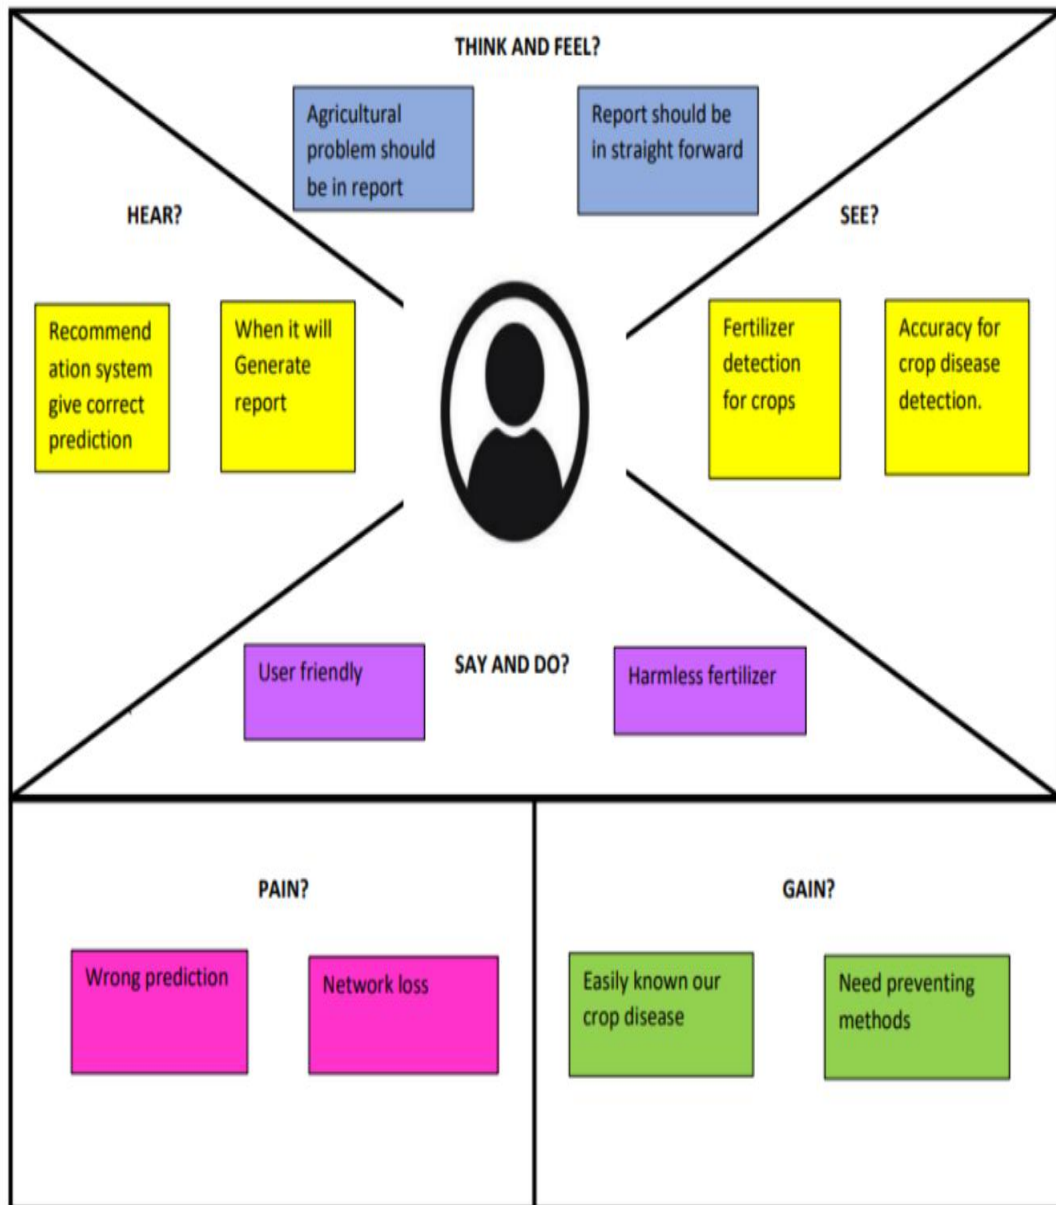 THINK AND FEEL?
Agricultural
problem should
be in report
Report should be
in straight forward
HEAR?
SEE?
Recommend
ation system
give correct
prediction
When it will
Generate
report
Fertilizer
detection
for crops
Accuracy for
crop disease
detection.
User friendly
SAY AND DO?
Harmless fertilizer
PAIN?
GAIN?
Wrong prediction
Network loss
Easily known our
crop disease
Need preventing
methods